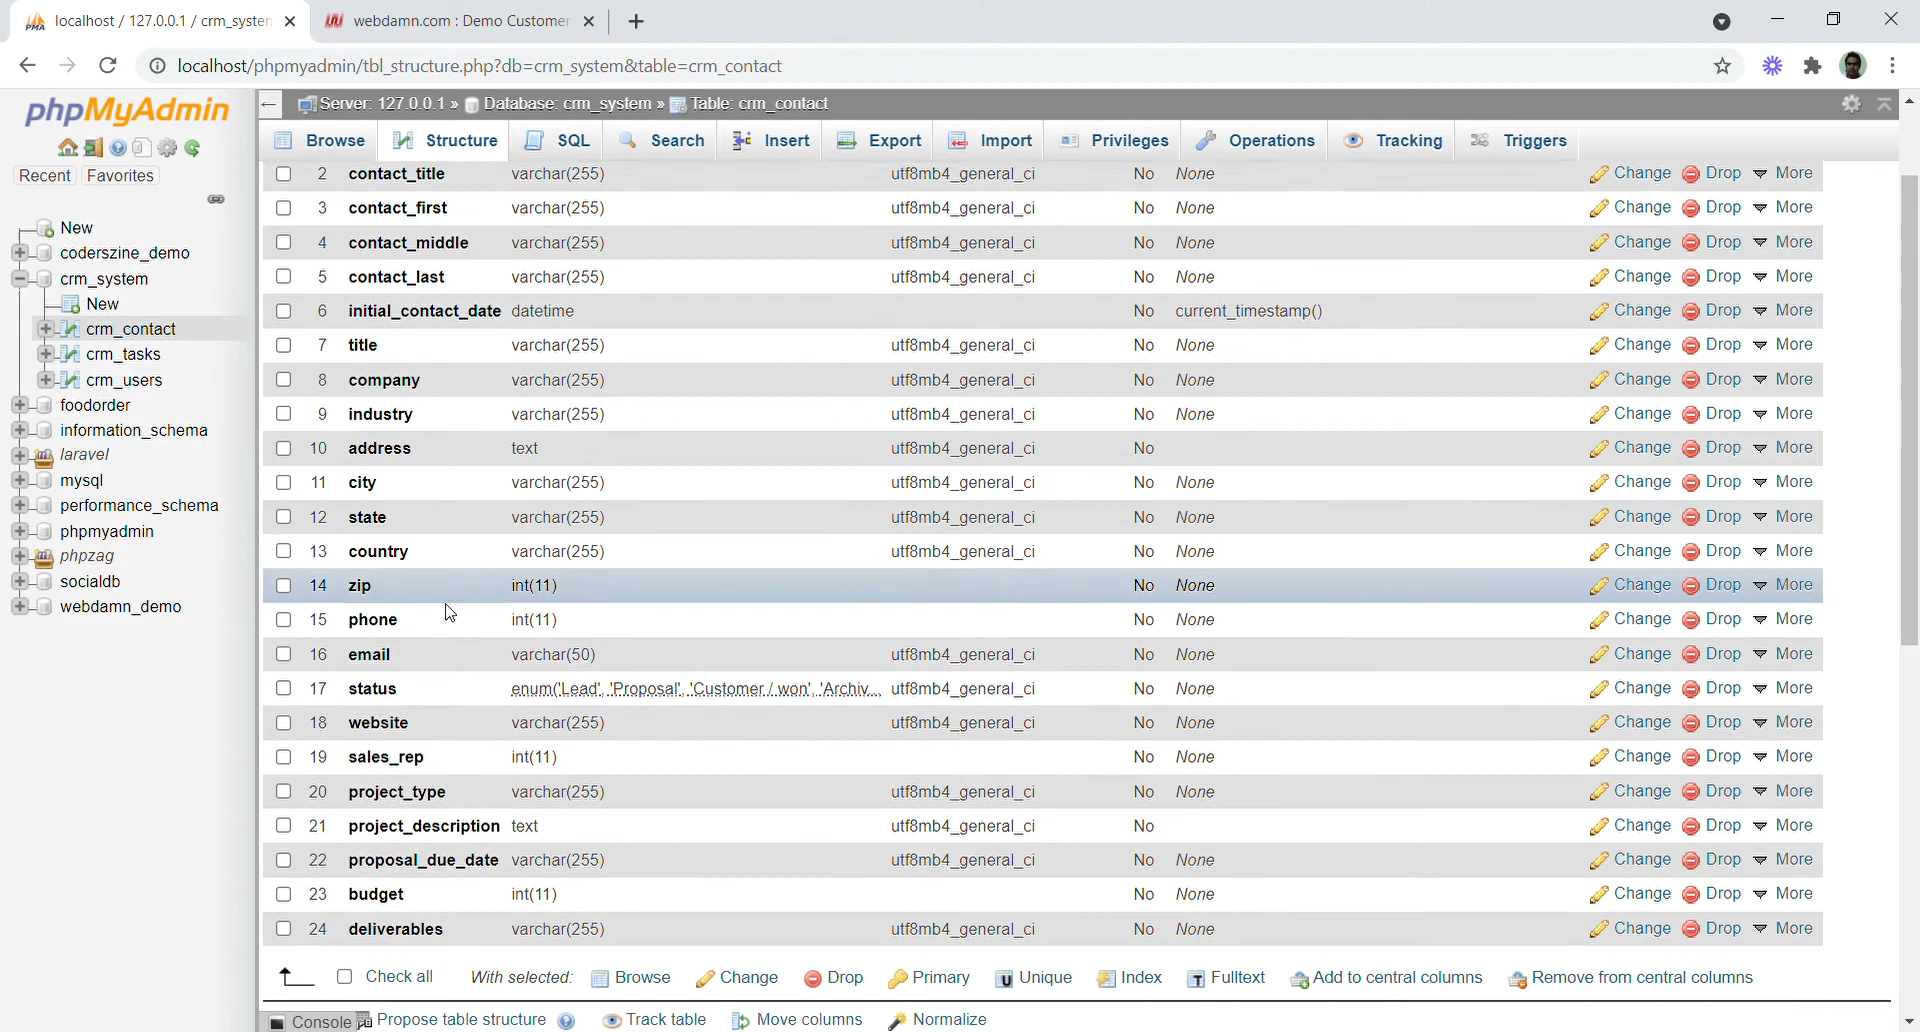 localhost / 127.0.0.1 / crm_system
webdamn.com : Demo Customer
localhost/phpmyadmin/tbl_structure.php?db=crm_system&table=crm_contact
phpMyAdmin
Recent Favorites
New
coderszine_demo
crm_system
New
crm_contact
crm_tasks
crm_users
foodorder
information_schema
laravel
mysql
performance_schema
phpmyadmin
phpzag
socialdb
webdamn_demo
Server: 127.0.0.1 » Database: crm_system » Table: crm_contact
Browse Structure SQL Search Insert Export Import Privileges Operations Tracking Triggers
2 contact_title varchar(255) utf8mb4_general_ci No None Change Drop More
3 contact_first varchar(255) utf8mb4_general_ci No None Change Drop More
4 contact_middle varchar(255) utf8mb4_general_ci No None Change Drop More
5 contact_last varchar(255) utf8mb4_general_ci No None Change Drop More
6 initial_contact_date datetime No current_timestamp() Change Drop More
7 title varchar(255) utf8mb4_general_ci No None Change Drop More
8 company varchar(255) utf8mb4_general_ci No None Change Drop More
9 industry varchar(255) utf8mb4_general_ci No None Change Drop More
10 address text utf8mb4_general_ci No Change Drop More
11 city varchar(255) utf8mb4_general_ci No None Change Drop More
12 state varchar(255) utf8mb4_general_ci No None Change Drop More
13 country varchar(255) utf8mb4_general_ci No None Change Drop More
14 zip int(11) No None Change Drop More
15 phone int(11) No None Change Drop More
16 email varchar(50) utf8mb4_general_ci No None Change Drop More
17 status enum('Lead', 'Proposal', 'Customer / won', 'Archiv... utf8mb4_general_ci No None Change Drop More
18 website varchar(255) utf8mb4_general_ci No None Change Drop More
19 sales_rep int(11) No None Change Drop More
20 project_type varchar(255) utf8mb4_general_ci No None Change Drop More
21 project_description text utf8mb4_general_ci No Change Drop More
22 proposal_due_date varchar(255) utf8mb4_general_ci No None Change Drop More
23 budget int(11) No None Change Drop More
24 deliverables varchar(255) utf8mb4_general_ci No None Change Drop More
Check all With selected: Browse Change Drop Primary Unique Index Fulltext Add to central columns Remove from central columns
Console Propose table structure Track table Move columns Normalize